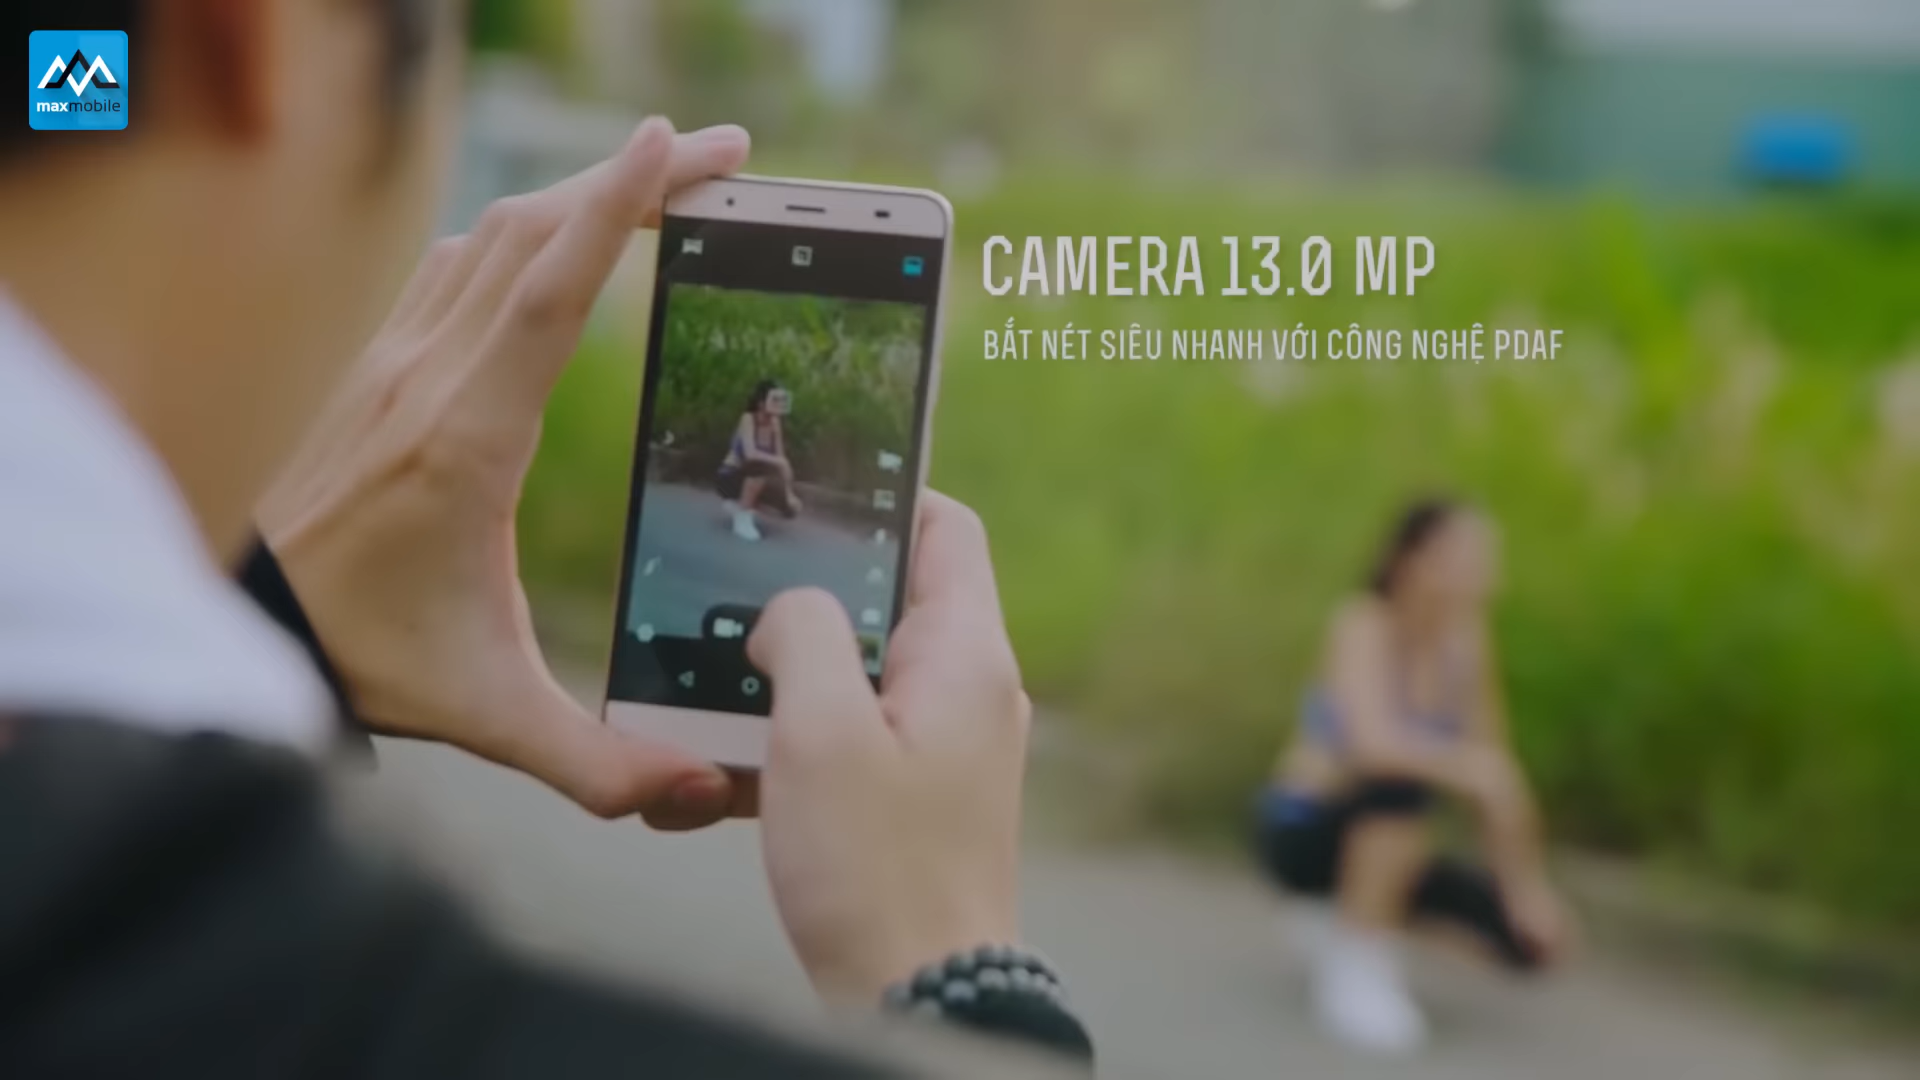 maxmobile
CAMERA 13.0 MP
BẮT NÉT SIÊU NHANH VỚI CÔNG NGHỆ PDAF